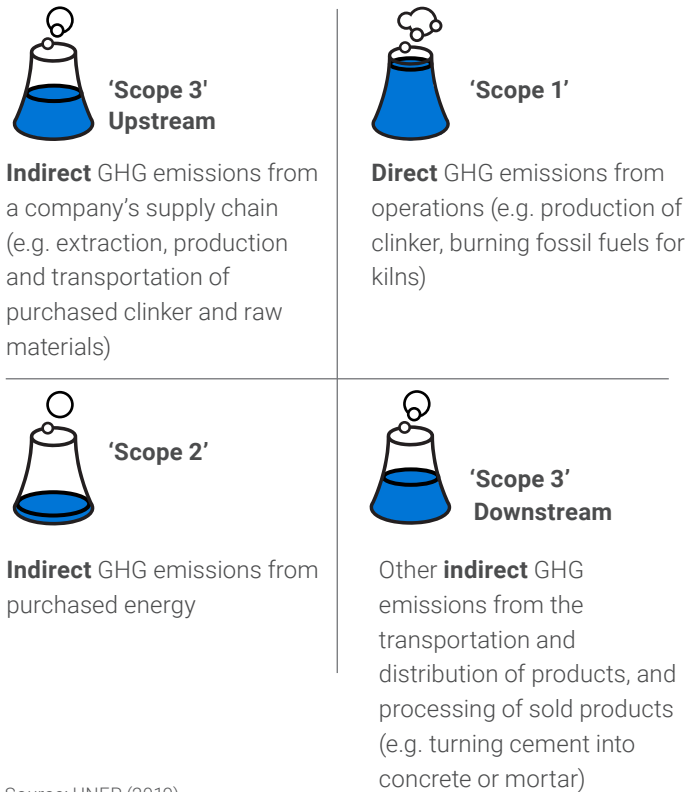 ‘Scope 3'
Upstream
Indirect GHG emissions from
a company’s supply chain
(e.g. extraction, production
and transportation of
purchased clinker and raw
materials)
‘Scope 1’
Direct GHG emissions from
operations (e.g. production of
clinker, burning fossil fuels for
kilns)
‘Scope 2’
Indirect GHG emissions from
purchased energy
‘Scope 3’
Downstream
Other indirect GHG
emissions from the
transportation and
distribution of products, and
processing of sold products
(e.g. turning cement into
concrete or mortar)
Source: UNEP (2019)